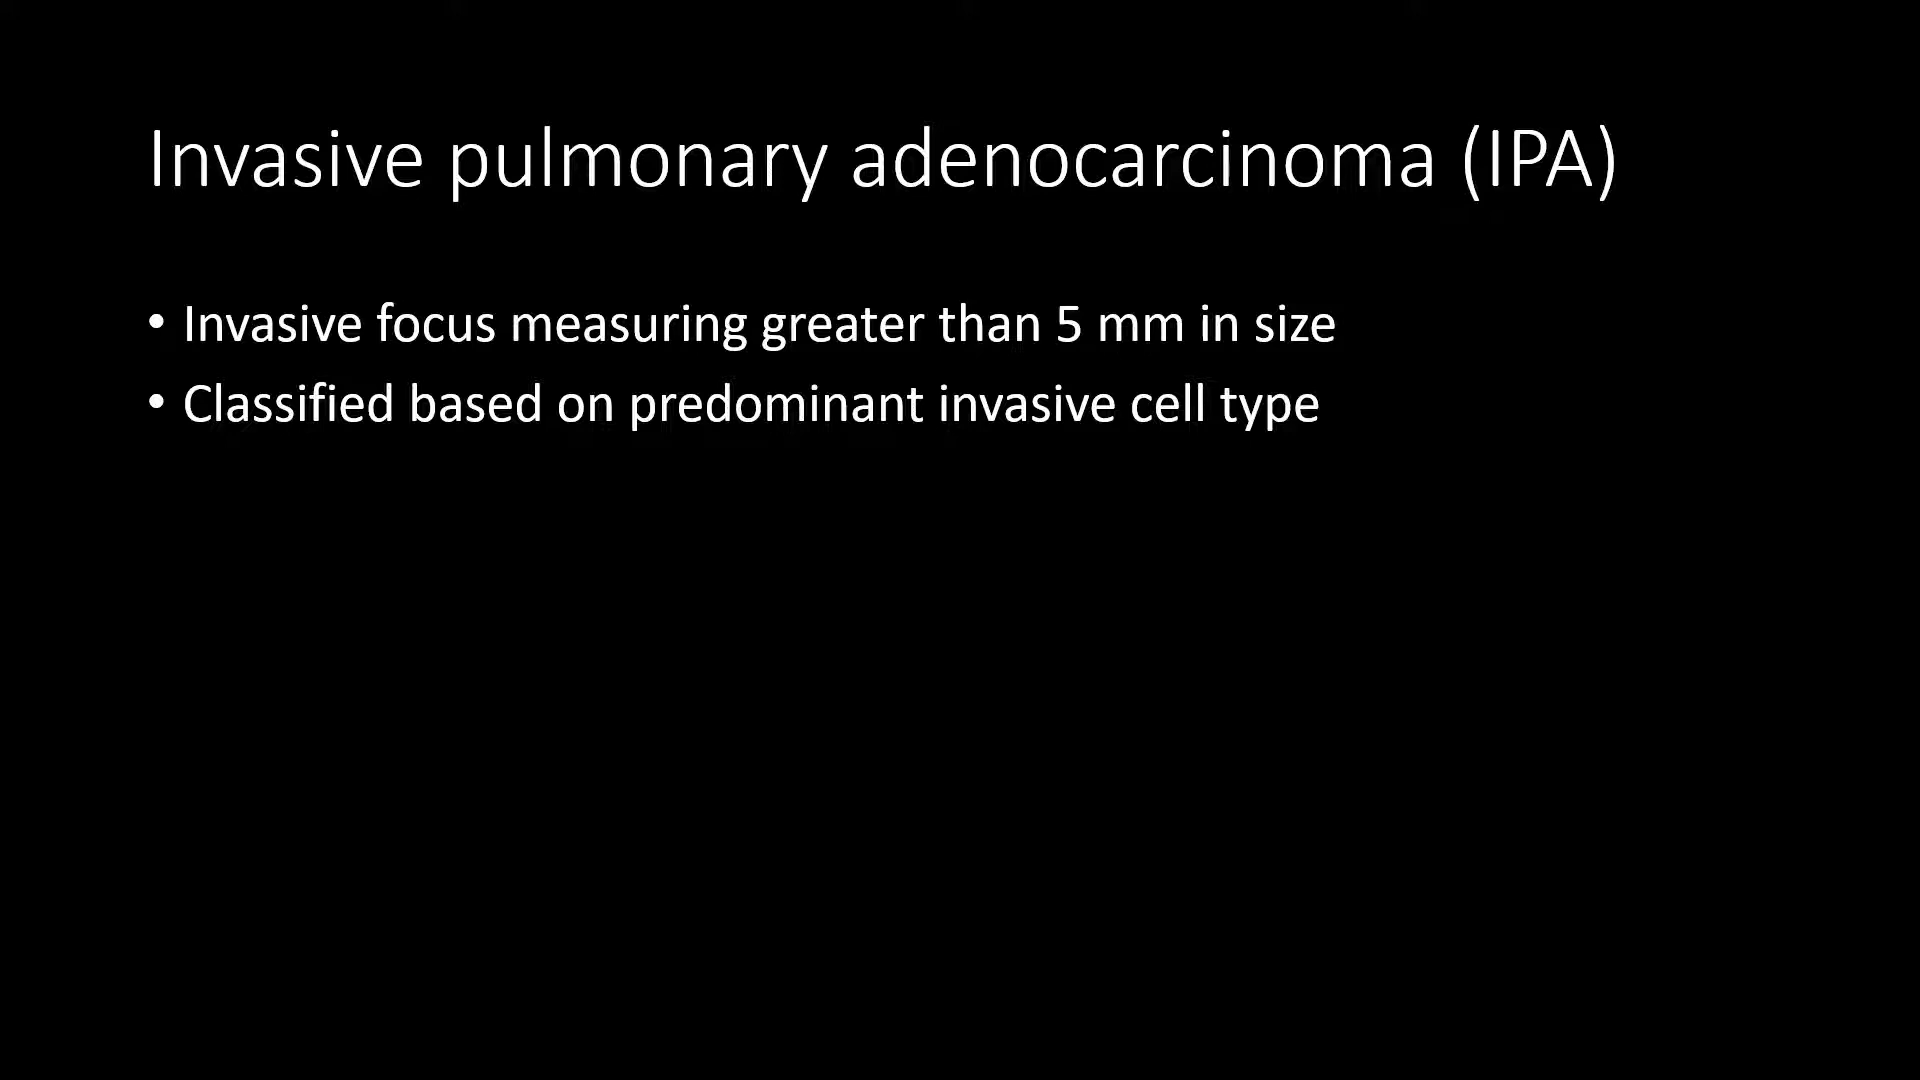 Invasive pulmonary adenocarcinoma (IPA)
• Invasive focus measuring greater than 5 mm in size
• Classified based on predominant invasive cell type